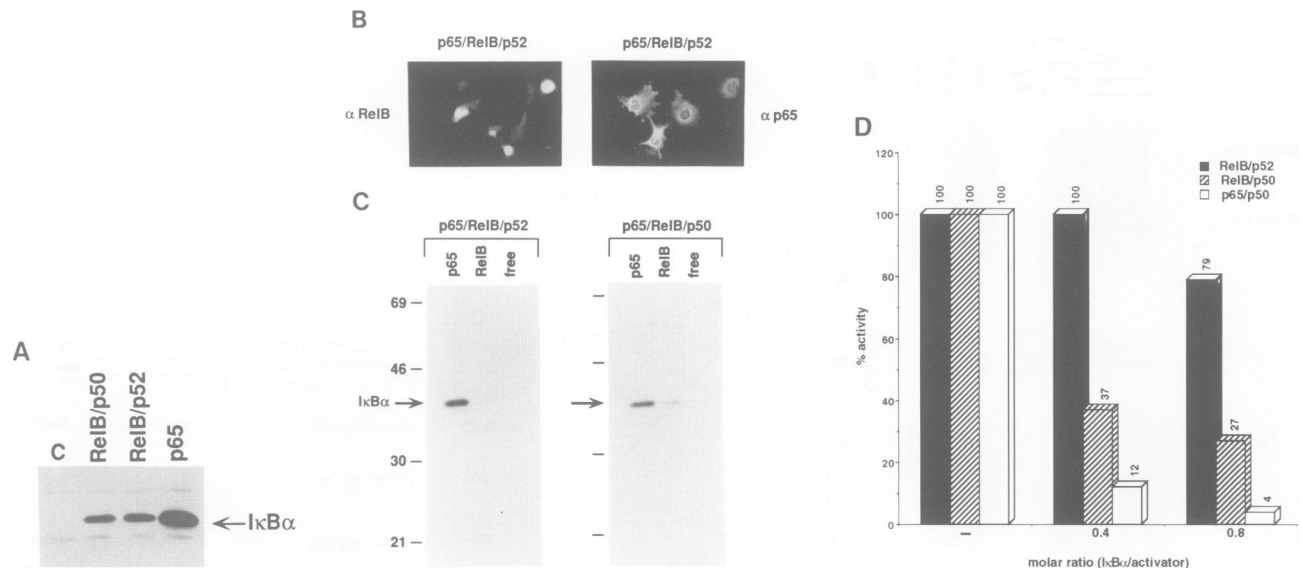 A
C
RelB/p50
RelB/p52
p65
IκBα
B
p65/RelB/p52
p65/RelB/p52
α RelB
α p65
C
p65/RelB/p52
p65/RelB/p50
p65
RelB
free
p65
RelB
free
69
46
IκBα
30
21
D
120
100
80
60
40
20
0
% activity
RelB/p52
RelB/p50
p65/p50
100
100
100
100
37
12
79
27
4
–
0.4
0.8
molar ratio (IκBα/activator)